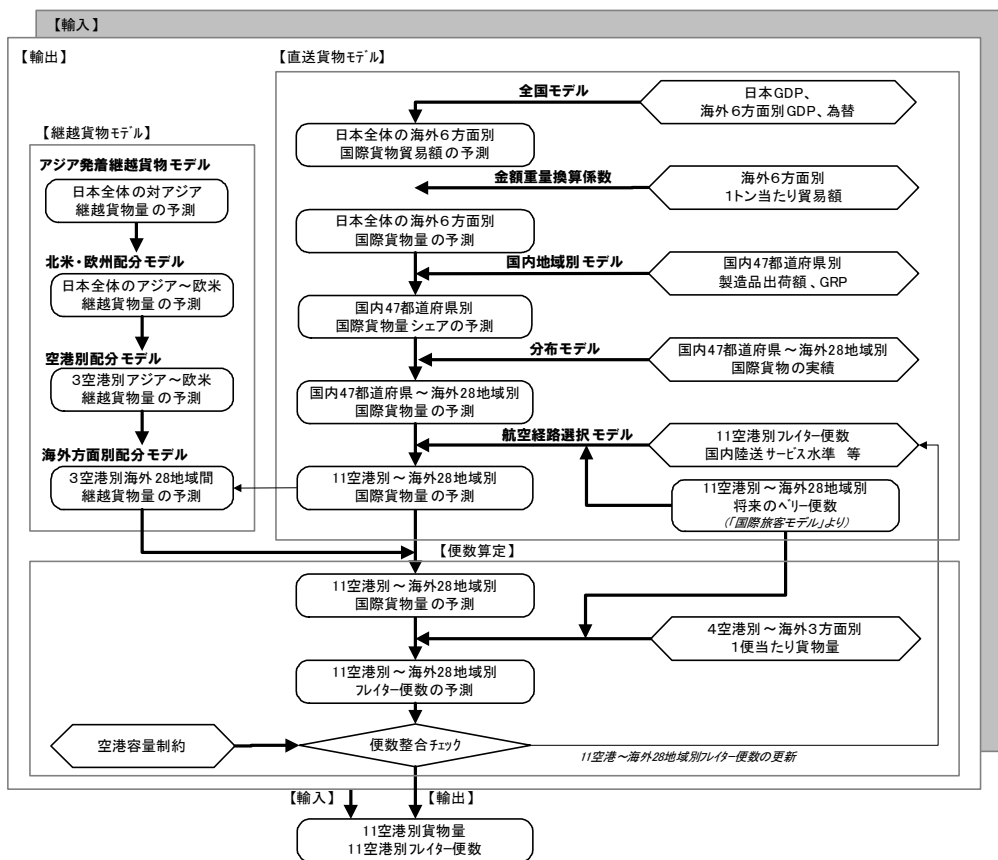 【輸入】
【輸出】
【継越貨物モデル】
アジア発着継越貨物モデル
日本全体の対アジア
継越貨物量の予測
北米・欧州配分モデル
日本全体のアジア～欧米
継越貨物量の予測
空港別配分モデル
3空港別アジア～欧米
継越貨物量の予測
海外方面別配分モデル
3空港別海外28地域間
継越貨物量の予測
【直送貨物ﾓﾃﾞﾙ】
全国モデル
日本GDP、
海外6方面別GDP、為替
日本全体の海外6方面別
国際貨物貿易額の予測
金額重量換算係数
海外6方面別
1トン当たり貿易額
日本全体の海外6方面別
国際貨物量の予測
国内地域別モデル
国内47都道府県別
製造品出荷額、GRP
国内47都道府県別
国際貨物量シェアの予測
分布モデル
国内47都道府県～海外28地域別
国際貨物の実績
国内47都道府県～海外28地域別
国際貨物量の予測
航空経路選択モデル
11空港別フレイター便数
国内陸送サービス水準 等
11空港別～海外28地域別
国際貨物量の予測
11空港別～海外28地域別
将来のベリー便数
(「国際旅客モデル」より)
【便数算定】
11空港別～海外28地域別
国際貨物量の予測
4空港別～海外3方面別
1便当たり貨物量
11空港別～海外28地域別
フレイター便数の予測
空港容量制約
便数整合チェック
11空港～海外28地域別フレイター便数の更新
【輸入】
【輸出】
11空港別貨物量
11空港別フレイター便数